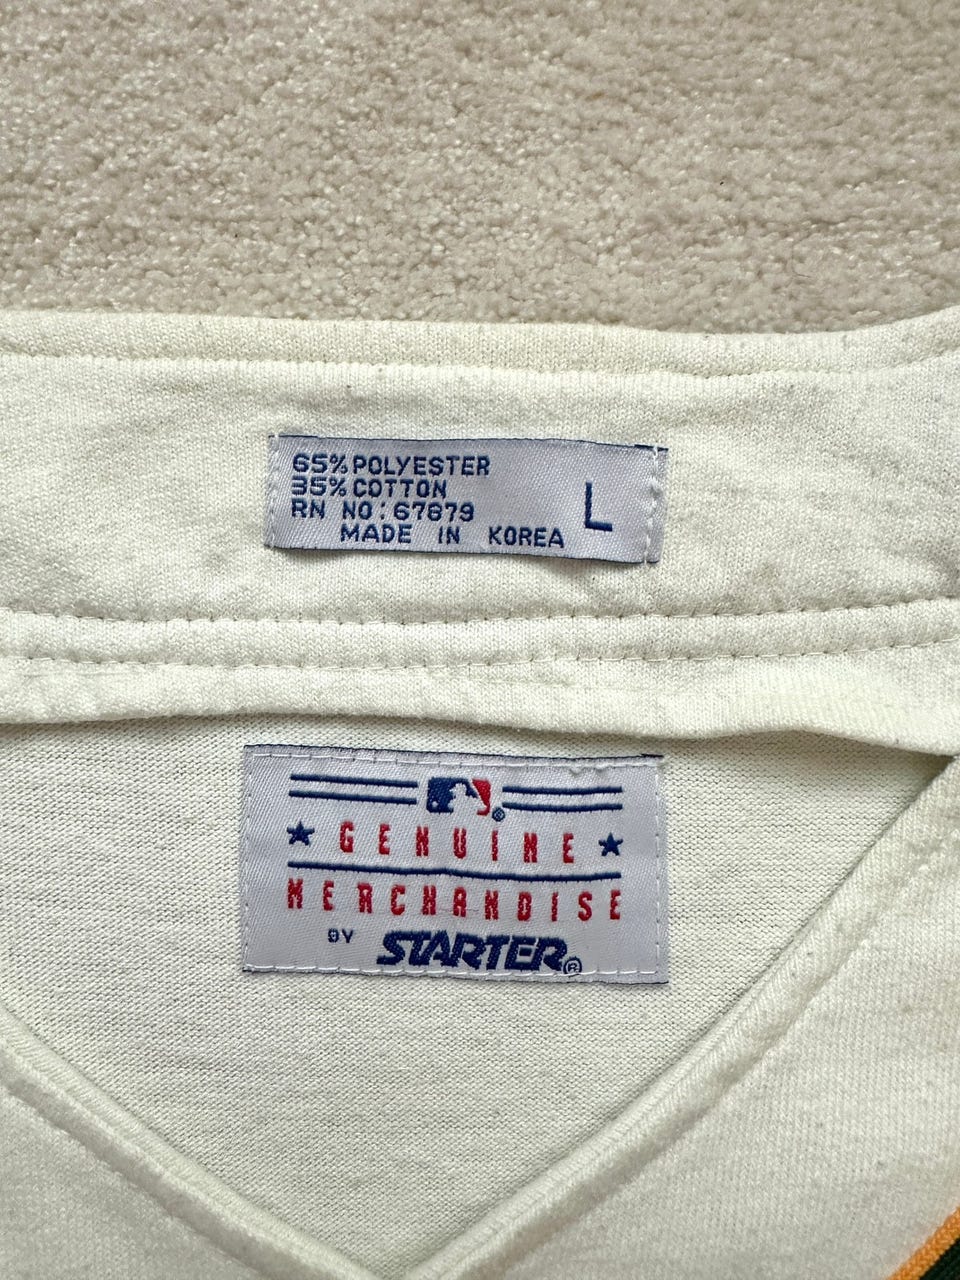 65% POLYESTER
35% COTTON
RN NO: 67879
MADE IN KOREA
L
GENUINE
MERCHANDISE
BY STARTER®